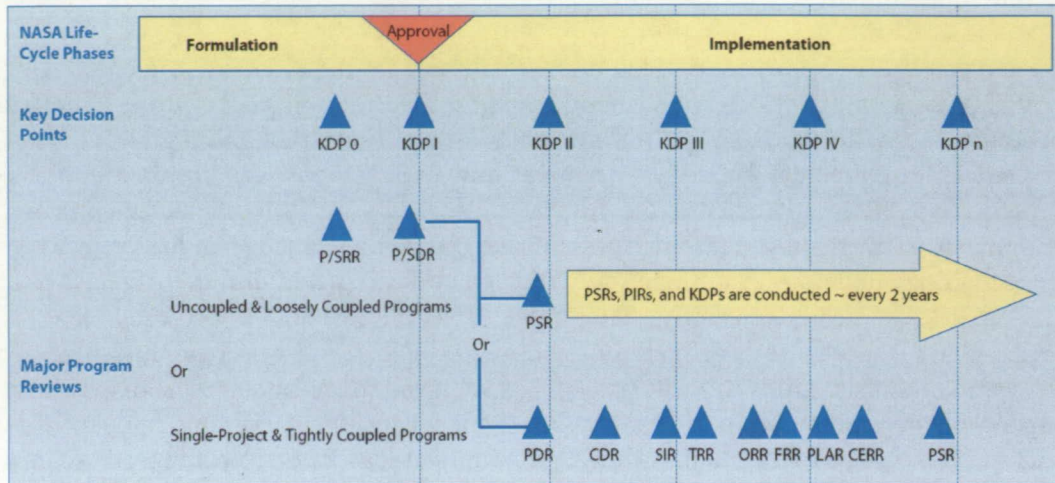 NASA Life-
Cycle Phases
Formulation
Approval
Implementation
Key Decision
Points
KDP 0
KDP I
KDP II
KDP III
KDP IV
KDP n
P/SRR
P/SDR
Uncoupled & Loosely Coupled Programs
PSR
PSRs, PIRs, and KDPs are conducted ~ every 2 years
Or
Major Program
Reviews
Or
Single-Project & Tightly Coupled Programs
PDR
CDR
SIR
TRR
ORR
FRR
PLAR
CERR
PSR